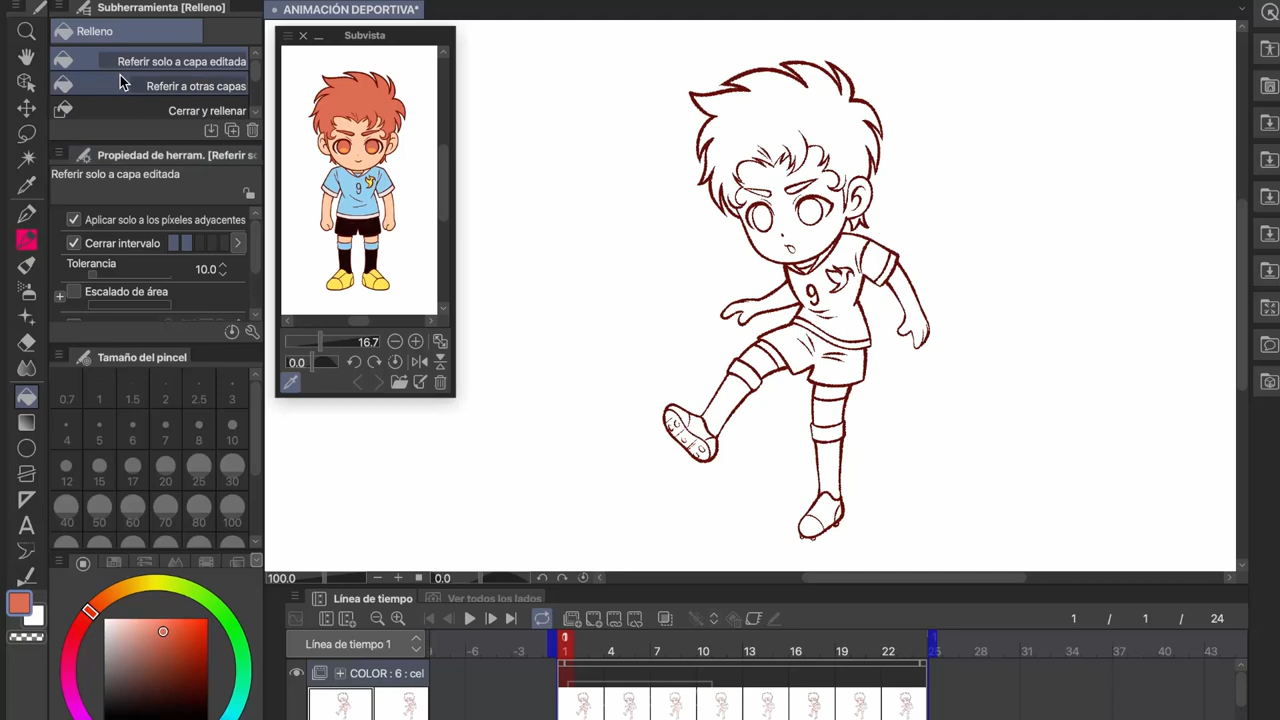 Subherramienta [Relleno]
ANIMACIÓN DEPORTIVA*
Relleno
Subvista
Referir solo a capa editada
Referir a otras capas
Cerrar y rellenar
Propiedad de herram. [Referir s
Referir solo a capa editada
Aplicar solo a los píxeles adyacentes
Cerrar intervalo
Tolerancia
10.0
Escalado de área
9
9
16.7
0.0
Tamaño del pincel
0.7 1 1.5 2 2.5 3
4 5 6 7 8 10
12 15 20 25 30
40 50 60 70 80 100
A
100.0
0.0
Línea de tiempo
Ver todos los lados
1 / 1 / 24
Línea de tiempo 1
-6 -3 1 4 7 10 13 16 19 22 25 28 31 34 37 40 43
COLOR : 6 : cel